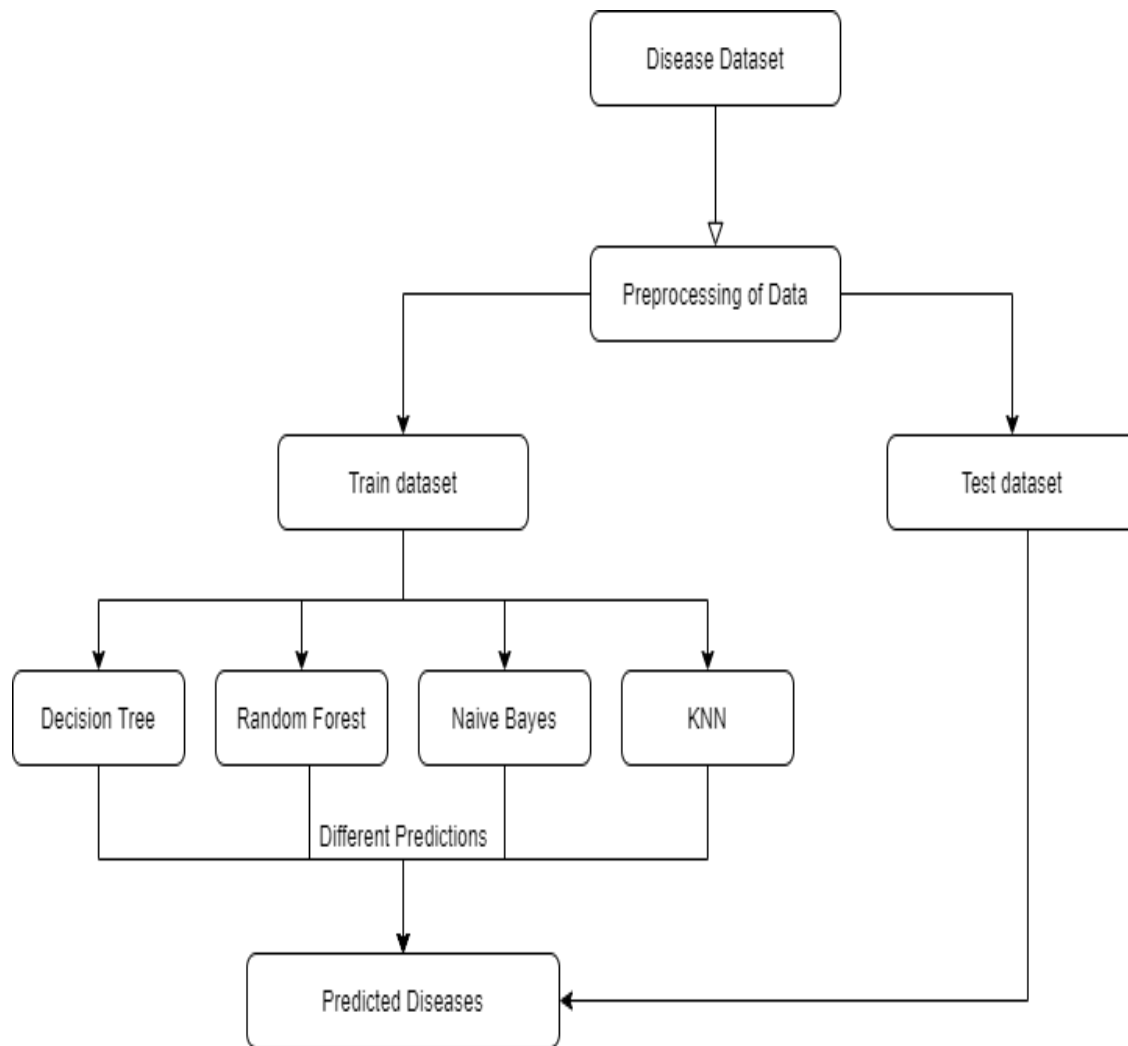 Disease Dataset
Preprocessing of Data
Train dataset
Test dataset
Decision Tree
Random Forest
Naive Bayes
KNN
Different Predictions
Predicted Diseases